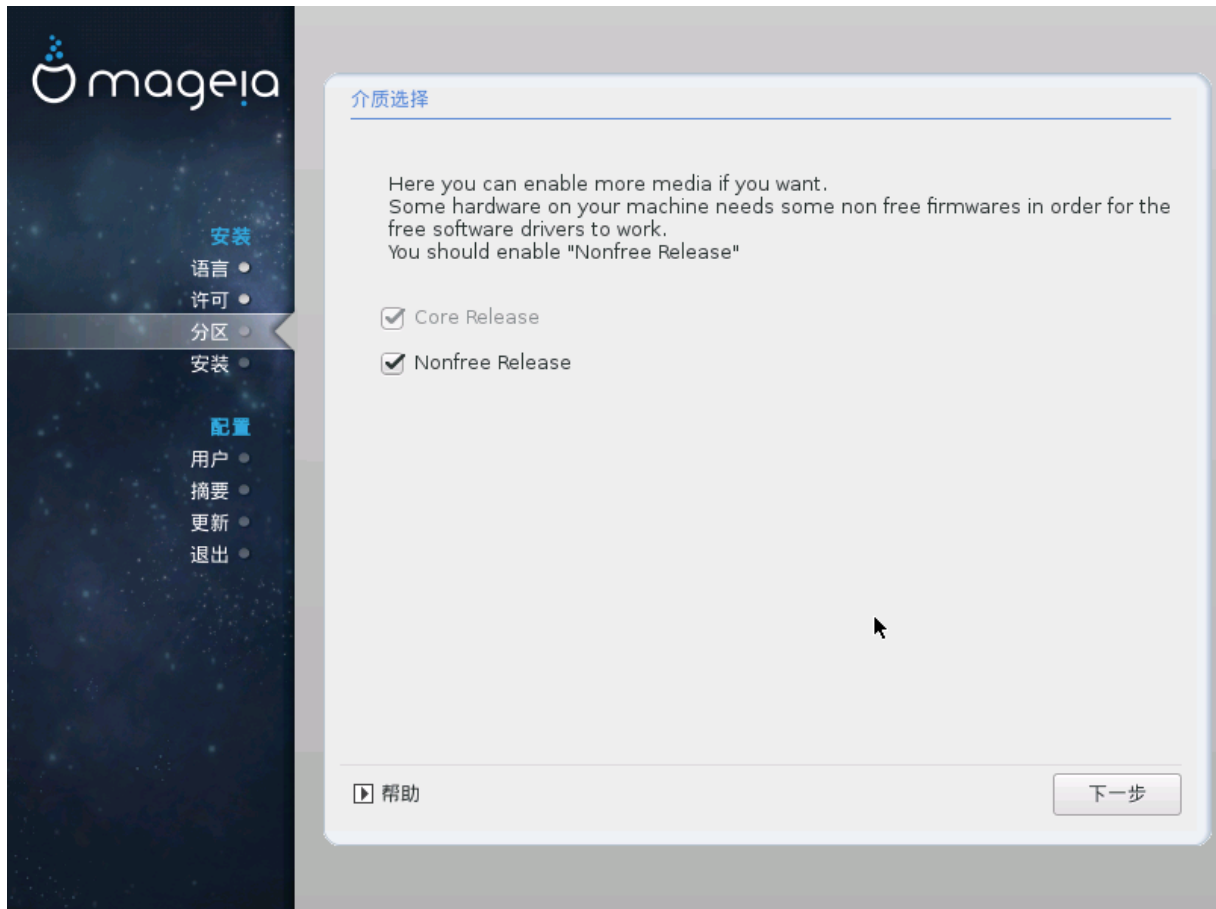 mageia
安装
语言
许可
分区
安装
配置
用户
摘要
更新
退出
介质选择
Here you can enable more media if you want.
Some hardware on your machine needs some non free firmwares in order for the
free software drivers to work.
You should enable "Nonfree Release"
Core Release
Nonfree Release
帮助
下一步